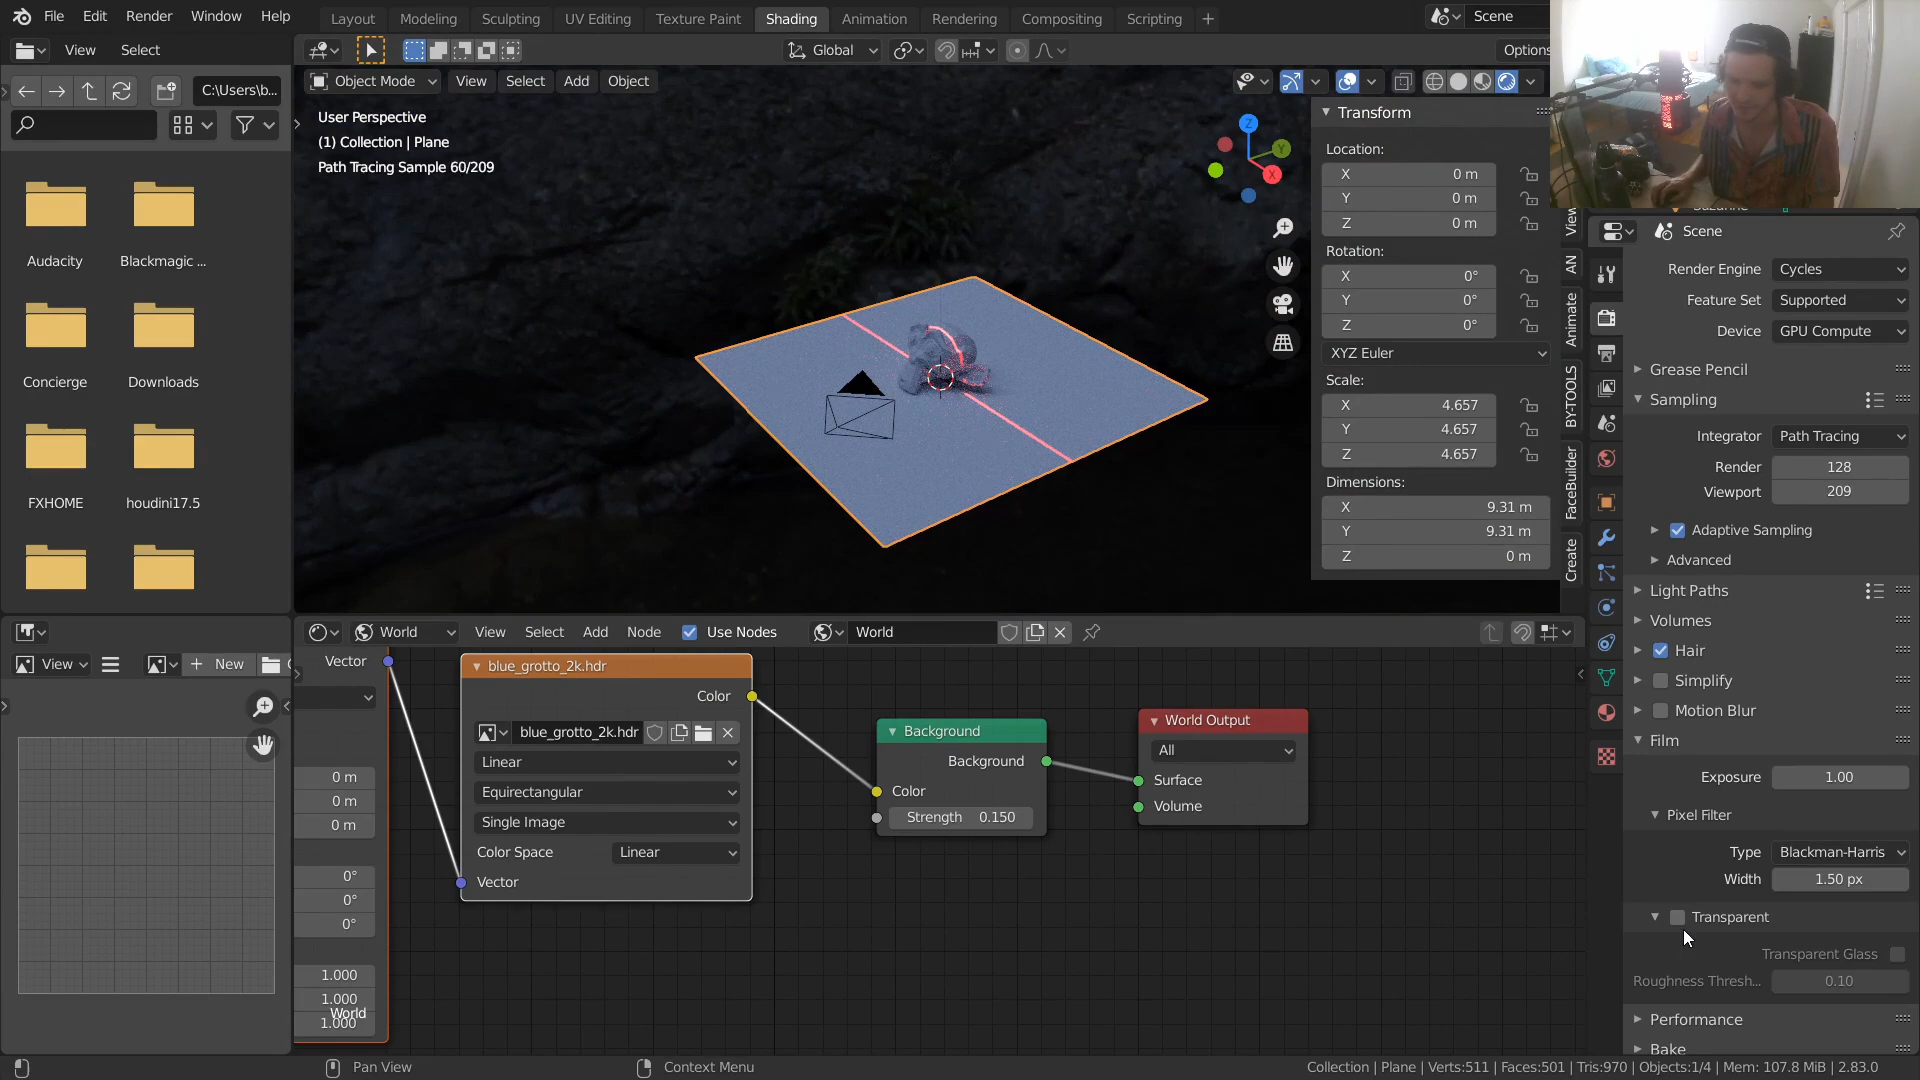 File Edit Render Window Help Layout Modeling Sculpting UV Editing Texture Paint Shading Animation Rendering Compositing Scripting + Scene
View Select Global Options
C:\Users\b... Object Mode View Select Add Object
User Perspective
(1) Collection | Plane
Path Tracing Sample 60/209
Z
Y
X
Audacity
Blackmagic ...
Concierge
Downloads
FXHOME
houdini17.5
Transform
Location:
X 0 m
Y 0 m
Z 0 m
Rotation:
X 0°
Y 0°
Z 0°
XYZ Euler
Scale:
X 4.657
Y 4.657
Z 4.657
Dimensions:
X 9.31 m
Y 9.31 m
Z 0 m
View
AN
Animate
BY-TOOLS
FaceBuilder
Create
Scene
Render Engine Cycles
Feature Set Supported
Device GPU Compute
Grease Pencil
Sampling
Integrator Path Tracing
Render 128
Viewport 209
Adaptive Sampling
Advanced
Light Paths
Volumes
Hair
Simplify
Motion Blur
Film
Exposure 1.00
Pixel Filter
Type Blackman-Harris
Width 1.50 px
Transparent
Transparent Glass
Roughness Thresh... 0.10
Performance
Bake
World View Select Add Node Use Nodes World
View + New
Vector
0 m
0 m
0 m
0°
0°
0°
1.000
1.000
1.000
World
blue_grotto_2k.hdr
Color
blue_grotto_2k.hdr
Linear
Equirectangular
Single Image
Color Space Linear
Vector
Background
Background
Color
Strength 0.150
World Output
All
Surface
Volume
Pan View Context Menu Collection | Plane | Verts:511 | Faces:501 | Tris:970 | Objects:1/4 | Mem: 107.8 MiB | 2.83.0